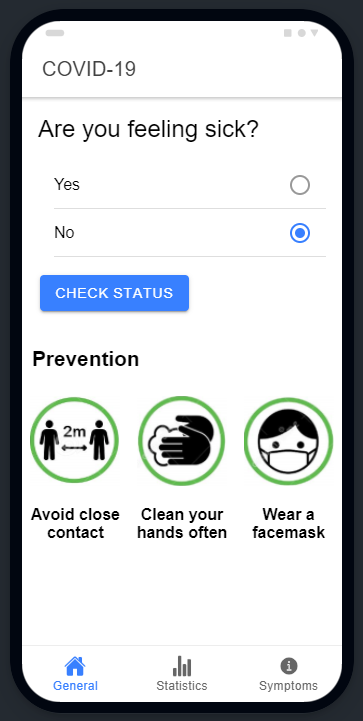 COVID-19
Are you feeling sick?
Yes
No
CHECK STATUS
Prevention
2m
Avoid close
contact
Clean your
hands often
Wear a
facemask
General
Statistics
Symptoms